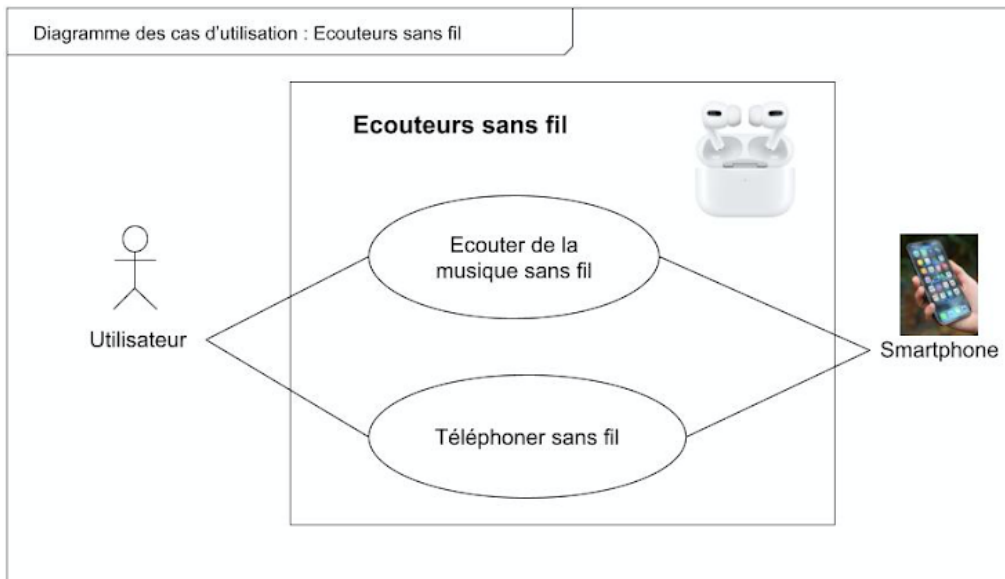 Diagramme des cas d'utilisation : Ecouteurs sans fil
Ecouteurs sans fil
Ecouter de la
musique sans fil
Utilisateur
Smartphone
Téléphoner sans fil